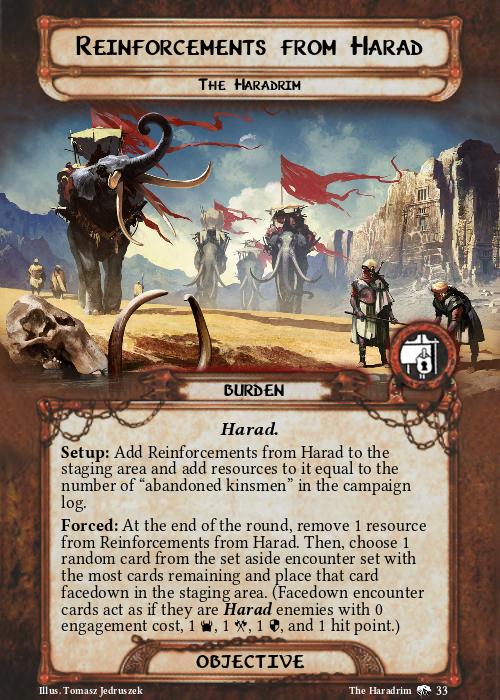 Reinforcements from Harad
The Haradrim
BURDEN
Harad.
Setup: Add Reinforcements from Harad to the
staging area and add resources to it equal to the
number of “abandoned kinsmen” in the campaign
log.
Forced: At the end of the round, remove 1 resource
from Reinforcements from Harad. Then, choose 1
random card from the set aside encounter set with
the most cards remaining and place that card
facedown in the staging area. (Facedown encounter
cards act as if they are Harad enemies with 0
engagement cost, 1 , 1 , 1 , and 1 hit point.)
OBJECTIVE
Illus. Tomasz Jedruszek
The Haradrim 33